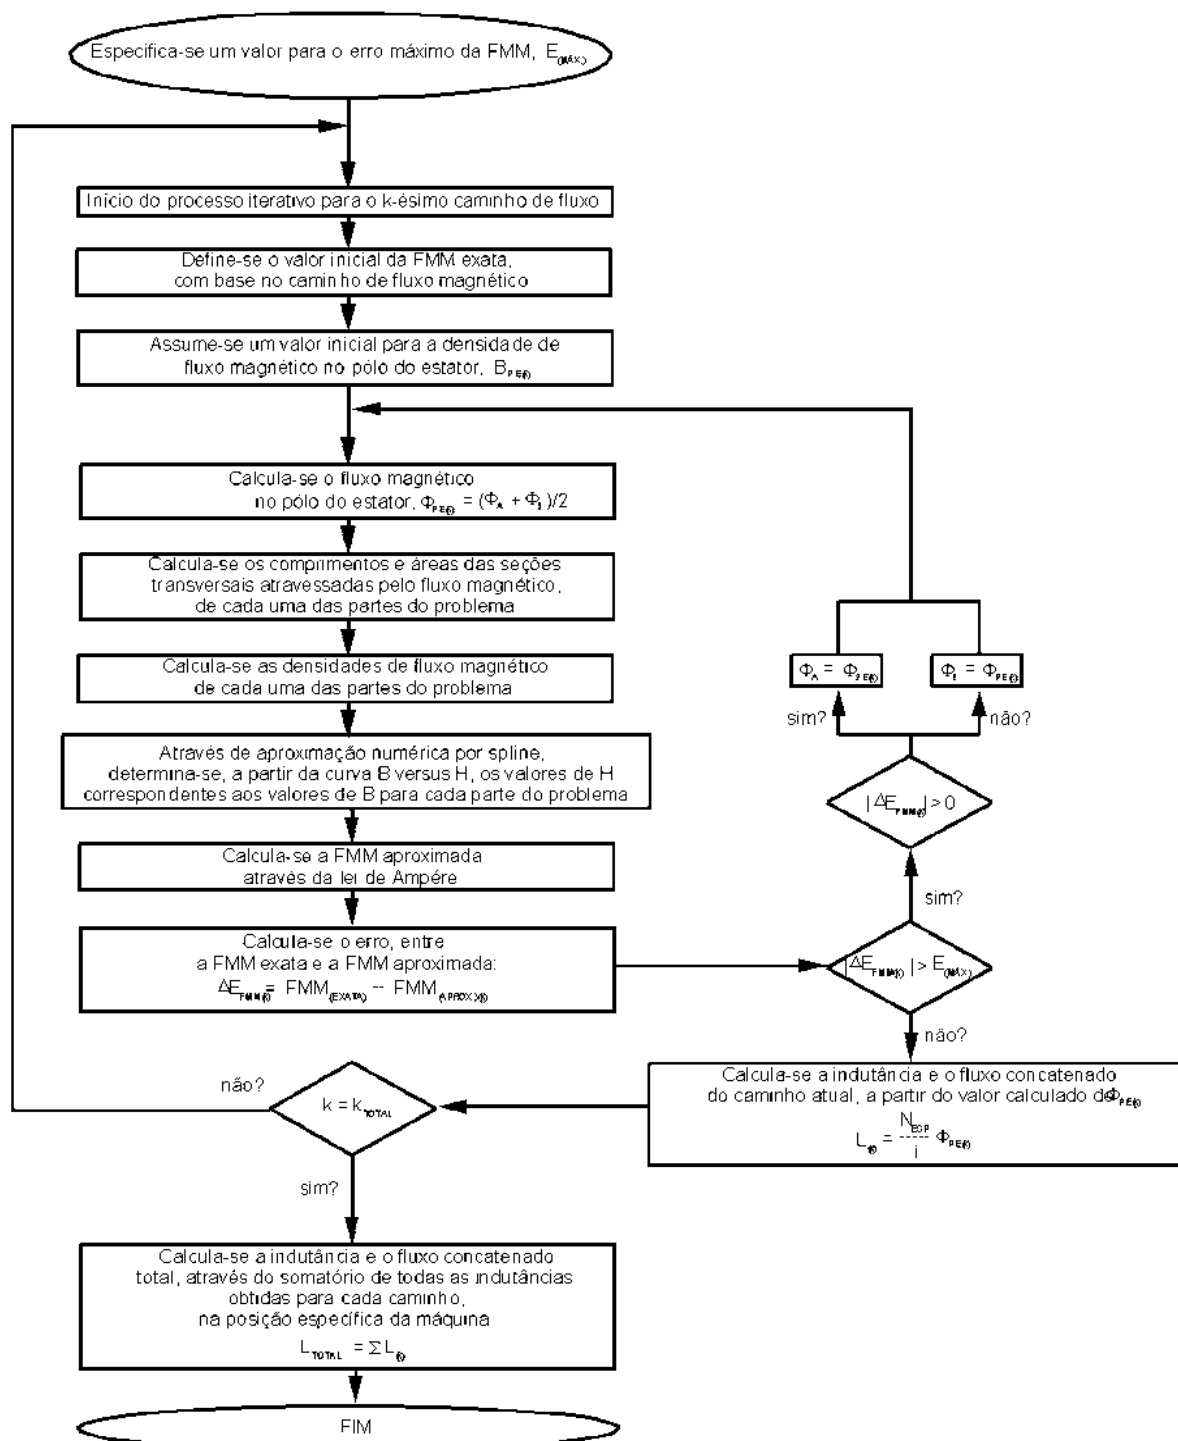 Especifica-se um valor para o erro máximo da FMM, E(MÁX.)
Início do processo iterativo para o k-ésimo caminho de fluxo
Define-se o valor inicial da FMM exata,
com base no caminho de fluxo magnético
Assume-se um valor inicial para a densidade de
fluxo magnético no pólo do estator, BPE(k)
Calcula-se o fluxo magnético
no pólo do estator, ΦPE(k) = (ΦA + Φ)/2
Calcula-se os comprimentos e áreas das seções
transversais atravessadas pelo fluxo magnético,
de cada uma das partes do problema
Calcula-se as densidades de fluxo magnético
de cada uma das partes do problema
Através de aproximação numérica por spline,
determina-se, a partir da curva B versus H, os valores de H
correspondentes aos valores de B para cada parte do problema
Calcula-se a FMM aproximada
através da lei de Ampére
Calcula-se o erro, entre
a FMM exata e a FMM aproximada:
ΔEFMM(k) = FMM(EXATA) - FMM(APROX.)(k)
|ΔEFMM(k)| > E(MÁX)
sim?
|ΔEFMM(k)| > 0
sim?
não?
ΦA = ΦPE(k)
Φ = ΦPE(k)
não?
Calcula-se a indutância e o fluxo concatenado
do caminho atual, a partir do valor calculado de ΦPE(k)
L(k) = NESP/i ΦPE(k)
k = kTOTAL
não?
sim?
Calcula-se a indutância e o fluxo concatenado
total, através do somatório de todas as indutâncias
obtidas para cada caminho,
na posição específica da máquina
LTOTAL = Σ L(k)
FIM